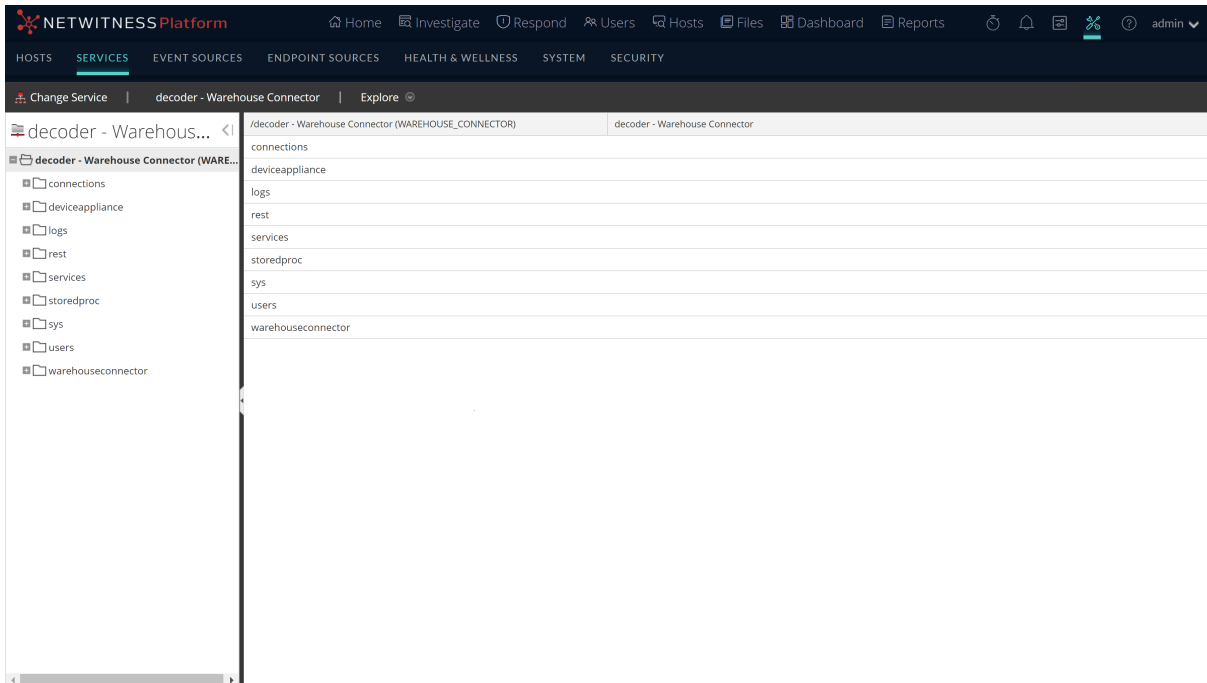 NETWITNESS Platform Home Investigate Respond Users Hosts Files Dashboard Reports admin
HOSTS SERVICES EVENT SOURCES ENDPOINT SOURCES HEALTH & WELLNESS SYSTEM SECURITY
Change Service | decoder - Warehouse Connector | Explore
decoder - Warehous...
decoder - Warehouse Connector (WARE...
connections
deviceappliance
logs
rest
services
storedproc
sys
users
warehouseconnector
/decoder - Warehouse Connector (WAREHOUSE_CONNECTOR) decoder - Warehouse Connector
connections
deviceappliance
logs
rest
services
storedproc
sys
users
warehouseconnector